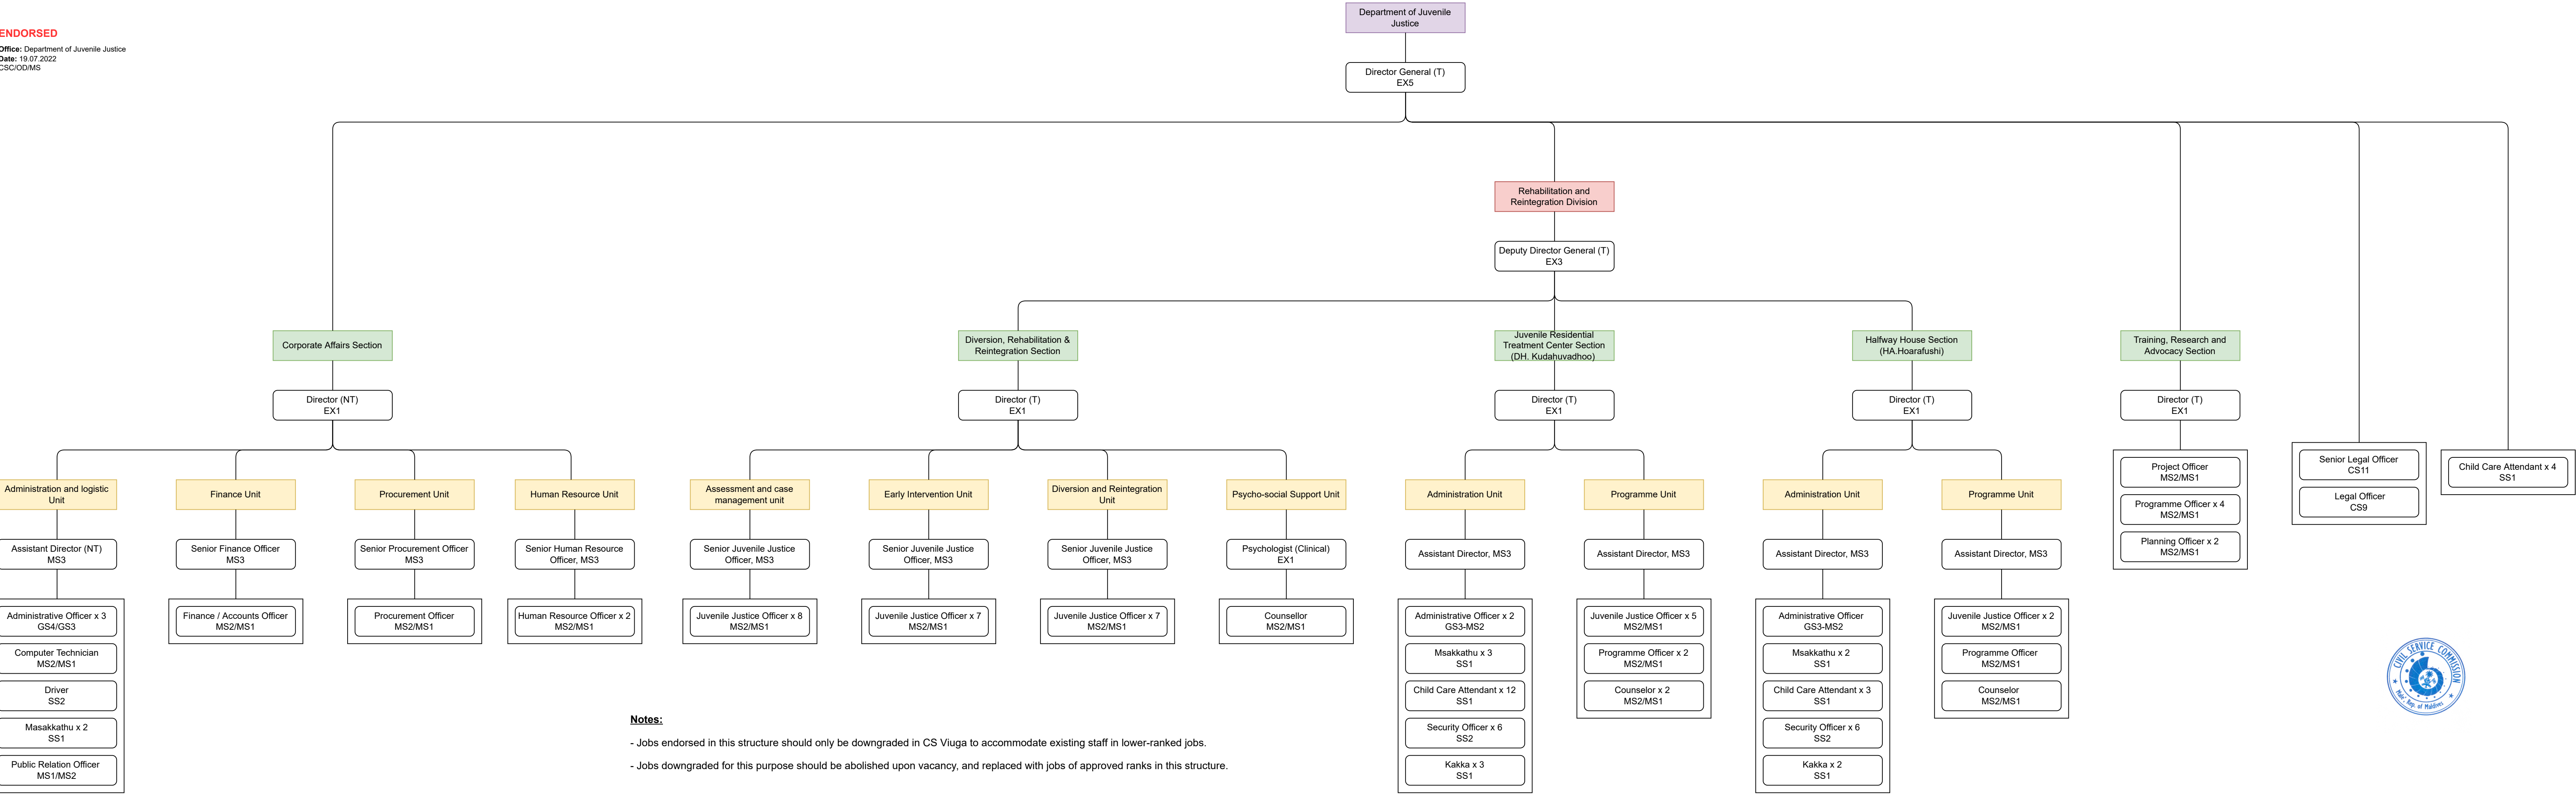 ENDORSED
Office: Department of Juvenile Justice
Date: 19.07.2022
CSC/OD/MS
Department of Juvenile
Justice
Director General (T)
EX5
Rehabilitation and
Reintegration Division
Deputy Director General (T)
EX3
Corporate Affairs Section
Director (NT)
EX1
Administration and logistic
Unit
Assistant Director (NT)
MS3
Administrative Officer x 3
GS4/GS3
Computer Technician
MS2/MS1
Driver
SS2
Masakkathu x 2
SS1
Public Relation Officer
MS1/MS2
Finance Unit
Senior Finance Officer
MS3
Finance / Accounts Officer
MS2/MS1
Procurement Unit
Senior Procurement Officer
MS3
Procurement Officer
MS2/MS1
Human Resource Unit
Senior Human Resource
Officer, MS3
Human Resource Officer x 2
MS2/MS1
Diversion, Rehabilitation &
Reintegration Section
Director (T)
EX1
Assessment and case
management unit
Senior Juvenile Justice
Officer, MS3
Juvenile Justice Officer x 8
MS2/MS1
Early Intervention Unit
Senior Juvenile Justice
Officer, MS3
Juvenile Justice Officer x 7
MS2/MS1
Diversion and Reintegration
Unit
Senior Juvenile Justice
Officer, MS3
Juvenile Justice Officer x 7
MS2/MS1
Psycho-social Support Unit
Psychologist (Clinical)
EX1
Counsellor
MS2/MS1
Juvenile Residential
Treatment Center Section
(DH. Kudahuvadhoo)
Director (T)
EX1
Administration Unit
Assistant Director, MS3
Administrative Officer x 2
GS3-MS2
Msakkathu x 3
SS1
Child Care Attendant x 12
SS1
Security Officer x 6
SS2
Kakka x 3
SS1
Programme Unit
Assistant Director, MS3
Juvenile Justice Officer x 5
MS2/MS1
Programme Officer x 2
MS2/MS1
Counselor x 2
MS2/MS1
Halfway House Section
(HA.Hoarafushi)
Director (T)
EX1
Administration Unit
Assistant Director, MS3
Administrative Officer
GS3-MS2
Msakkathu x 2
SS1
Child Care Attendant x 3
SS1
Security Officer x 6
SS2
Kakka x 2
SS1
Programme Unit
Assistant Director, MS3
Juvenile Justice Officer x 2
MS2/MS1
Programme Officer
MS2/MS1
Counselor
MS2/MS1
Training, Research and
Advocacy Section
Director (T)
EX1
Project Officer
MS2/MS1
Programme Officer x 4
MS2/MS1
Planning Officer x 2
MS2/MS1
Senior Legal Officer
CS11
Legal Officer
CS9
Child Care Attendant x 4
SS1
Notes:
- Jobs endorsed in this structure should only be downgraded in CS Viuga to accommodate existing staff in lower-ranked jobs.
- Jobs downgraded for this purpose should be abolished upon vacancy, and replaced with jobs of approved ranks in this structure.
CIVIL SERVICE COMMISSION
Male', Rep. of Maldives